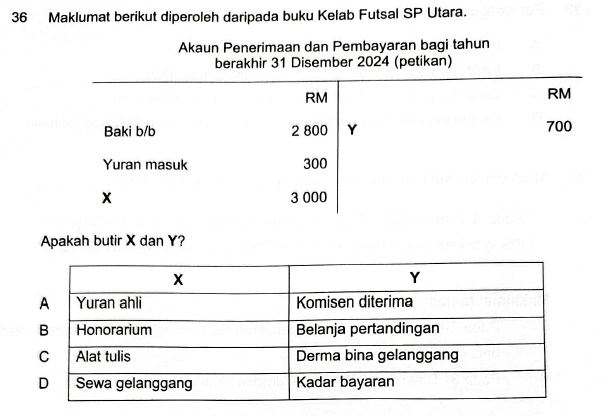 36 Maklumat berikut diperoleh daripada buku Kelab Futsal SP Utara.
Akaun Penerimaan dan Pembayaran bagi tahun
berakhir 31 Disember 2024 (petikan)
RM RM
Baki b/b 2 800 Y 700
Yuran masuk 300
X 3 000
Apakah butir X dan Y?
X Y
A Yuran ahli Komisen diterima
B Honorarium Belanja pertandingan
C Alat tulis Derma bina gelanggang
D Sewa gelanggang Kadar bayaran